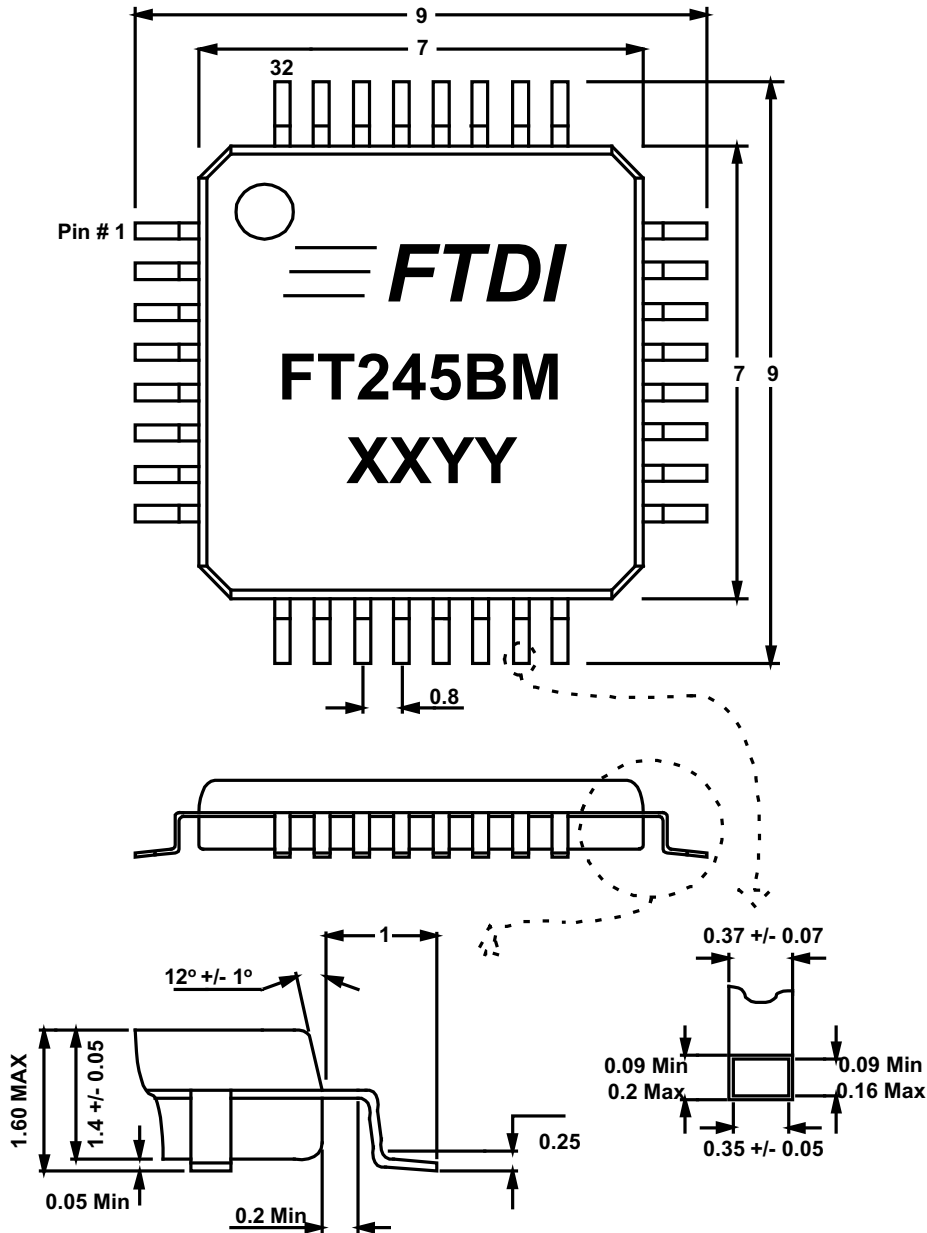 9
7
32
Pin # 1
FTDI
FT245BM
XXYY
7
9
0.8
1
12º +/- 1º
1.60 MAX
1.4 +/- 0.05
0.05 Min
0.2 Min
0.25
0.37 +/- 0.07
0.09 Min
0.2 Max
0.09 Min
0.16 Max
0.35 +/- 0.05